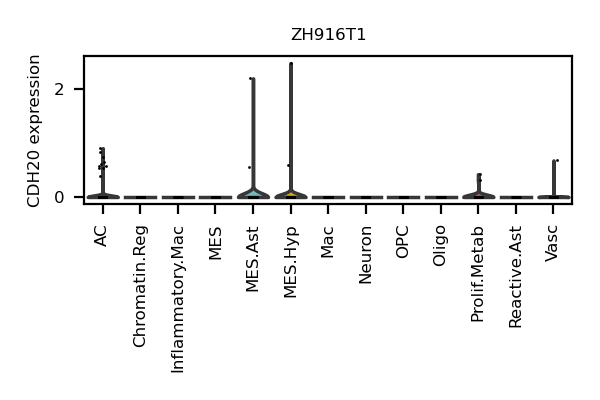 ZH916T1
CDH20 expression
2
0
AC
Chromatin.Reg
Inflammatory.Mac
MES
MES.Ast
MES.Hyp
Mac
Neuron
OPC
Oligo
Prolif.Metab
Reactive.Ast
Vasc